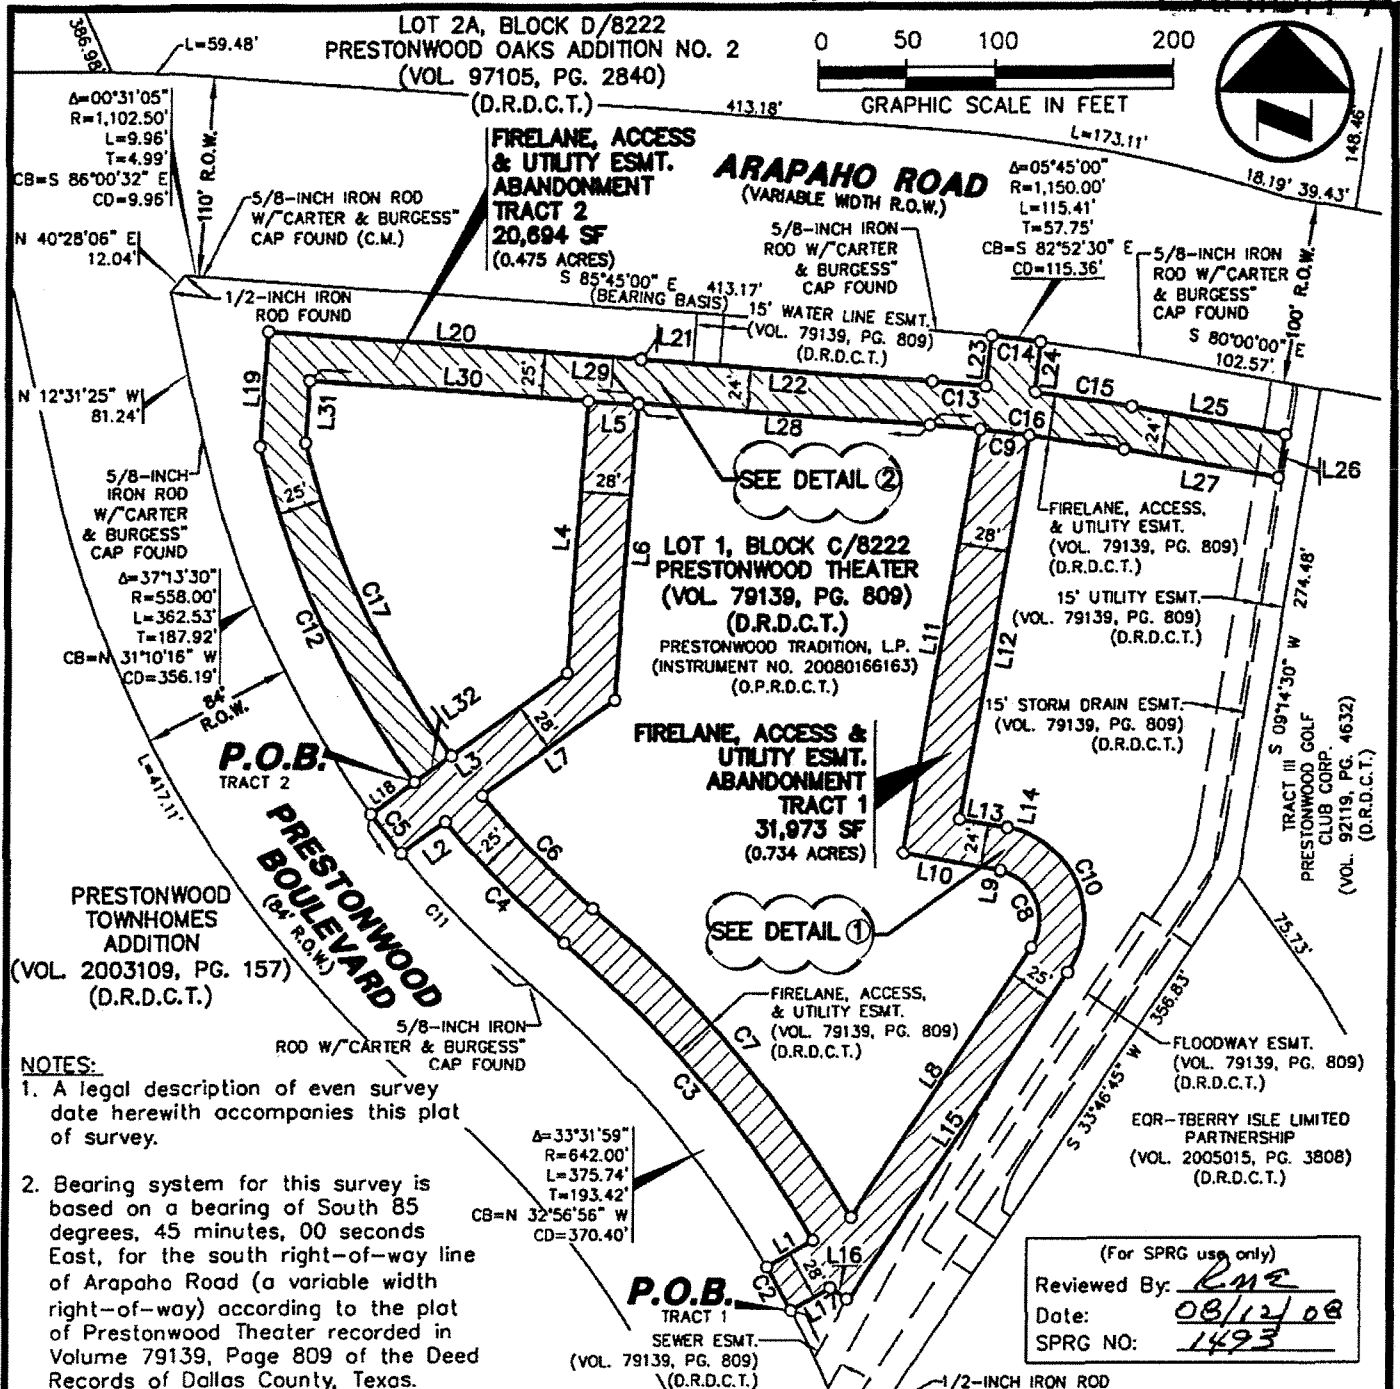 LOT 2A, BLOCK D/8222
PRESTONWOOD OAKS ADDITION NO. 2
(VOL. 97105, PG. 2840)
(D.R.D.C.T.)
386.98'
L=59.48'
0 50 100 200
GRAPHIC SCALE IN FEET
413.18'
L=173.11'
148.46'
18.19' 39.43'
Δ=00°31'05"
R=1,102.50'
L=9.96'
T=4.99'
CB=S 86°00'32" E
CD=9.96'
110' R.O.W.
5/8-INCH IRON ROD
W/"CARTER & BURGESS"
CAP FOUND (C.M.)
N 40°28'06" E
12.04'
1/2-INCH IRON
ROD FOUND
FIRELANE, ACCESS
& UTILITY ESMT.
ABANDONMENT
TRACT 2
20,694 SF
(0.475 ACRES)
ARAPAHO ROAD
(VARIABLE WIDTH R.O.W.)
5/8-INCH IRON
ROD W/"CARTER
& BURGESS"
CAP FOUND
Δ=05°45'00"
R=1,150.00'
L=115.41'
T=57.75'
CB=S 82°52'30" E
CD=115.36'
5/8-INCH IRON
ROD W/"CARTER
& BURGESS"
CAP FOUND
S 80°00'00" E
102.57'
100' R.O.W.
S 85°45'00" E 413.17'
(BEARING BASIS)
15' WATER LINE ESMT.
(VOL. 79139, PG. 809)
(D.R.D.C.T.)
L20
L21
L19
L31
L30
25'
L29
24'
L22
L23
C14
L24
C13
C15
L25
24'
L5
L28
C9
C16
L27
L26
N 12°31'25" W
81.24'
5/8-INCH
IRON ROD
W/"CARTER
& BURGESS"
CAP FOUND
25'
28'
SEE DETAIL 2
28'
FIRELANE, ACCESS,
& UTILITY ESMT.
(VOL. 79139, PG. 809)
(D.R.D.C.T.)
LOT 1, BLOCK C/8222
PRESTONWOOD THEATER
(VOL. 79139, PG. 809)
(D.R.D.C.T.)
PRESTONWOOD TRADITION, L.P.
(INSTRUMENT NO. 20080166163)
(O.P.R.D.C.T.)
L4
L6
L11
L12
15' UTILITY ESMT.
(VOL. 79139, PG. 809)
(D.R.D.C.T.)
S 09°14'30" W 274.48'
Δ=37°13'30"
R=558.00'
L=362.53'
T=187.92'
CB=N 31°10'16" W
CD=356.19'
84'
R.O.W.
C12
C17
15' STORM DRAIN ESMT.
(VOL. 79139, PG. 809)
(D.R.D.C.T.)
TRACT III
PRESTONWOOD GOLF
CLUB CORP.
(VOL. 92119, PG. 4632)
(D.R.D.C.T.)
L32
28'
L3
L7
P.O.B.
TRACT 2
L=417.11'
L18
C5
L2
FIRELANE, ACCESS &
UTILITY ESMT.
ABANDONMENT
TRACT 1
31,973 SF
(0.734 ACRES)
L13
L14
24'
L10
L9
C10
C8
25'
C6
C4
C11
PRESTONWOOD
BOULEVARD
(84' R.O.W.)
PRESTONWOOD
TOWNHOMES
ADDITION
(VOL. 2003109, PG. 157)
(D.R.D.C.T.)
SEE DETAIL 1
25'
75.73'
356.83'
S 33°46'45" W
5/8-INCH IRON
ROD W/"CARTER & BURGESS"
CAP FOUND
FIRELANE, ACCESS,
& UTILITY ESMT.
(VOL. 79139, PG. 809)
(D.R.D.C.T.)
C7
C3
L8
L15
FLOODWAY ESMT.
(VOL. 79139, PG. 809)
(D.R.D.C.T.)
EQR-TBERRY ISLE LIMITED
PARTNERSHIP
(VOL. 2005015, PG. 3808)
(D.R.D.C.T.)
NOTES:
1. A legal description of even survey
date herewith accompanies this plat
of survey.
2. Bearing system for this survey is
based on a bearing of South 85
degrees, 45 minutes, 00 seconds
East, for the south right-of-way line
of Arapaho Road (a variable width
right-of-way) according to the plat
of Prestonwood Theater recorded in
Volume 79139, Page 809 of the Deed
Records of Dallas County, Texas.
Δ=33°31'59"
R=642.00'
L=375.74'
T=193.42'
CB=N 32°56'56" W
CD=370.40'
L1
C2
28'
L16
L17
P.O.B.
TRACT 1
SEWER ESMT.
(VOL. 79139, PG. 809)
(D.R.D.C.T.)
1/2-INCH IRON ROD
(For SPRG use only)
Reviewed By: RME
Date: 08/12/08
SPRG NO: 1493